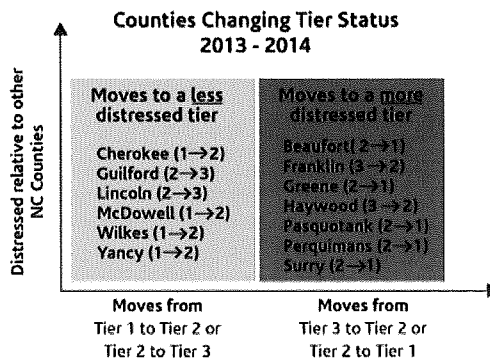 Counties Changing Tier Status
2013 - 2014
Distressed relative to other
NC Counties
Moves to a less
distressed tier
Cherokee (1→2)
Guilford (2→3)
Lincoln (2→3)
McDowell (1→2)
Wilkes (1→2)
Yancy (1→2)
Moves to a more
distressed tier
Beaufort( 2→1)
Franklin (3→2)
Greene (2→1)
Haywood (3→2)
Pasquotank (2→1)
Perquimans (2→1)
Surry (2→1)
Moves from
Tier 1 to Tier 2 or
Tier 2 to Tier 3
Moves from
Tier 3 to Tier 2 or
Tier 2 to Tier 1